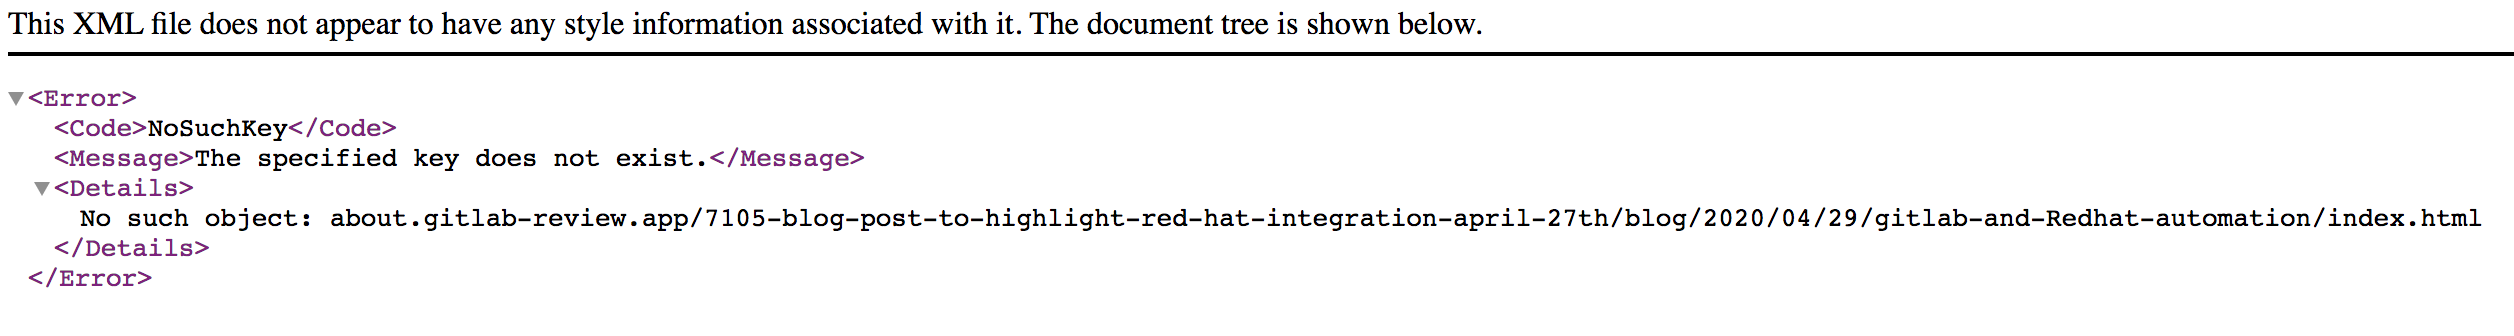 This XML file does not appear to have any style information associated with it. The document tree is shown below.
<Error>
<Code>NoSuchKey</Code>
<Message>The specified key does not exist.</Message>
<Details>
No such object: about.gitlab-review.app/7105-blog-post-to-highlight-red-hat-integration-april-27th/blog/2020/04/29/gitlab-and-Redhat-automation/index.html
</Details>
</Error>